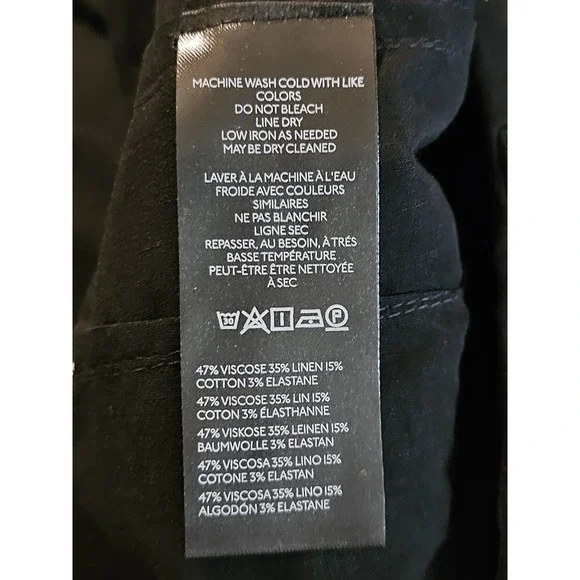 MACHINE WASH COLD WITH LIKE
COLORS
DO NOT BLEACH
LINE DRY
LOW IRON AS NEEDED
MAY BE DRY CLEANED
LAVER À LA MACHINE À L'EAU
FROIDE AVEC COULEURS
SIMILAIRES
NE PAS BLANCHIR
LIGNE SEC
REPASSER, AU BESOIN, À TRÉS
BASSE TEMPÉRATURE
PEUT-ÊTRE ÊTRE NETTOYÉE
À SEC
30 P
47% VISCOSE 35% LINEN 15%
COTTON 3% ELASTANE
47% VISCOSE 35% LIN 15%
COTON 3% ÉLASTHANNE
47% VISKOSE 35% LEINEN 15%
BAUMWOLLE 3% ELASTAN
47% VISCOSA 35% LINO 15%
COTONE 3% ELASTAN
47% VISCOSA 35% LINO 15%
ALGODÓN 3% ELASTANE